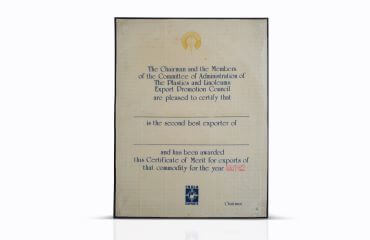 The Chairman and the Members
of the Committee of Administration of
The Plastics and Linoleums
Export Promotion Council
are pleased to certify that
is the second best exporter of
and has been awarded
this Certificate of Merit for exports of
that commodity for the year
Chairman